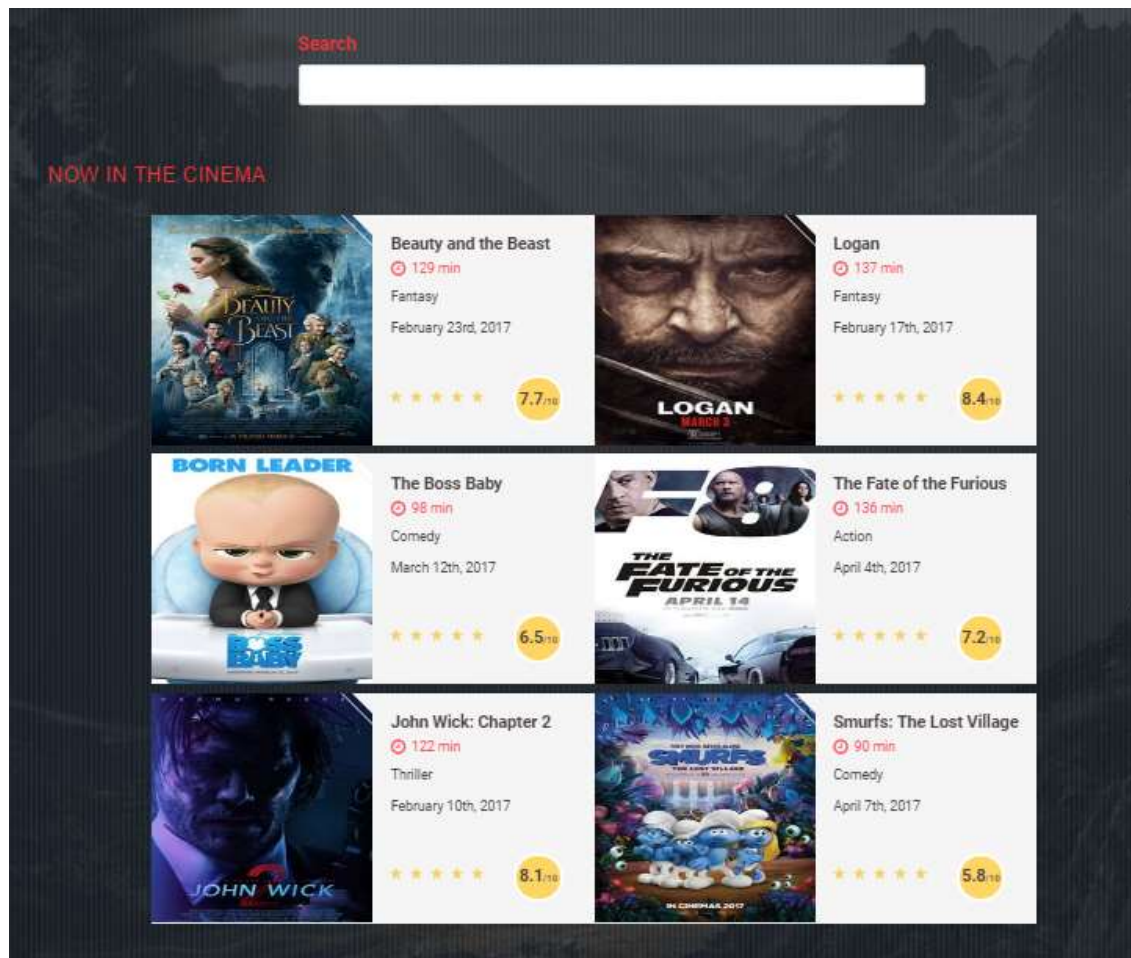 Search
NOW IN THE CINEMA
BEAUTY
BEAST
Beauty and the Beast
129 min
Fantasy
February 23rd, 2017
7.7/10
LOGAN
MARCH 3
Logan
137 min
Fantasy
February 17th, 2017
8.4/10
BORN LEADER
BOSS
BABY
The Boss Baby
98 min
Comedy
March 12th, 2017
6.5/10
F8
THE
FATE OF THE
FURIOUS
APRIL 14
The Fate of the Furious
136 min
Action
April 4th, 2017
7.2/10
2
JOHN WICK
John Wick: Chapter 2
122 min
Thriller
February 10th, 2017
8.1/10
SMURFS
THE LOST VILLAGE
IN CINEMAS 2017
Smurfs: The Lost Village
90 min
Comedy
April 7th, 2017
5.8/10